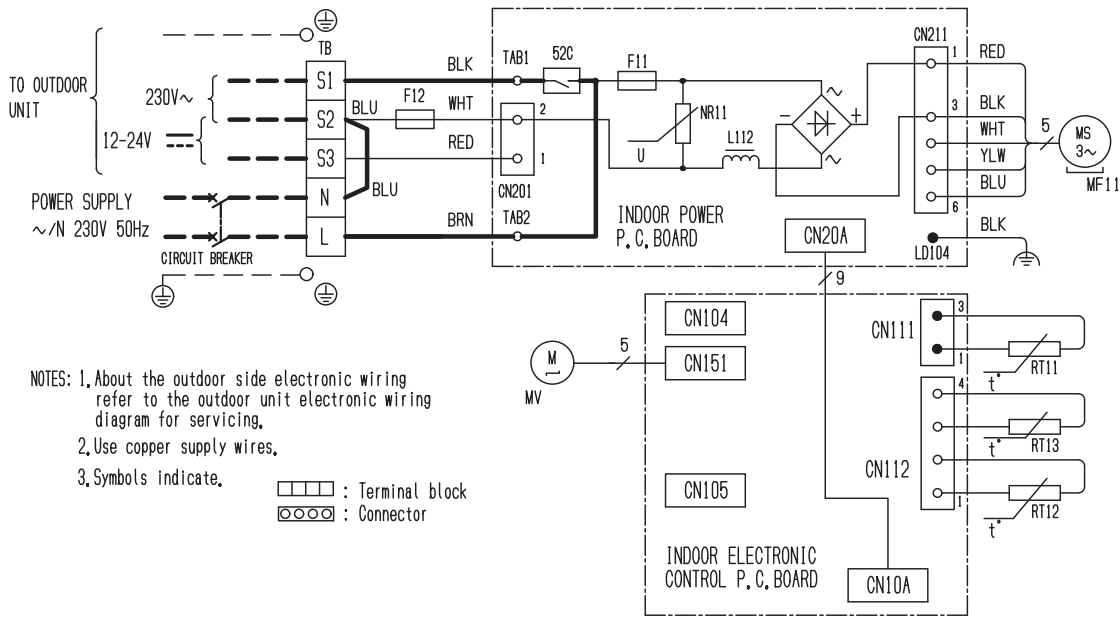 TO OUTDOOR
UNIT
230V~
12-24V
POWER SUPPLY
~/N 230V 50Hz
CIRCUIT BREAKER
TB
S1
S2
S3
N
L
BLU
BLU
F12
BLK
WHT
RED
BRN
TAB1
52C
2
1
CN201
TAB2
F11
NR11
U
L112
~
-
+
~
INDOOR POWER
P.C.BOARD
CN20A
9
CN211
1
3
6
RED
BLK
WHT
YLW
BLU
5
MS
3~
MF11
BLK
LD104
M
MV
5
CN104
CN151
CN105
INDOOR ELECTRONIC
CONTROL P.C.BOARD
CN10A
CN111
3
1
t°
RT11
CN112
4
1
t°
RT13
t°
RT12
NOTES: 1. About the outdoor side electronic wiring
refer to the outdoor unit electronic wiring
diagram for servicing.
2. Use copper supply wires.
3. Symbols indicate.
: Terminal block
: Connector